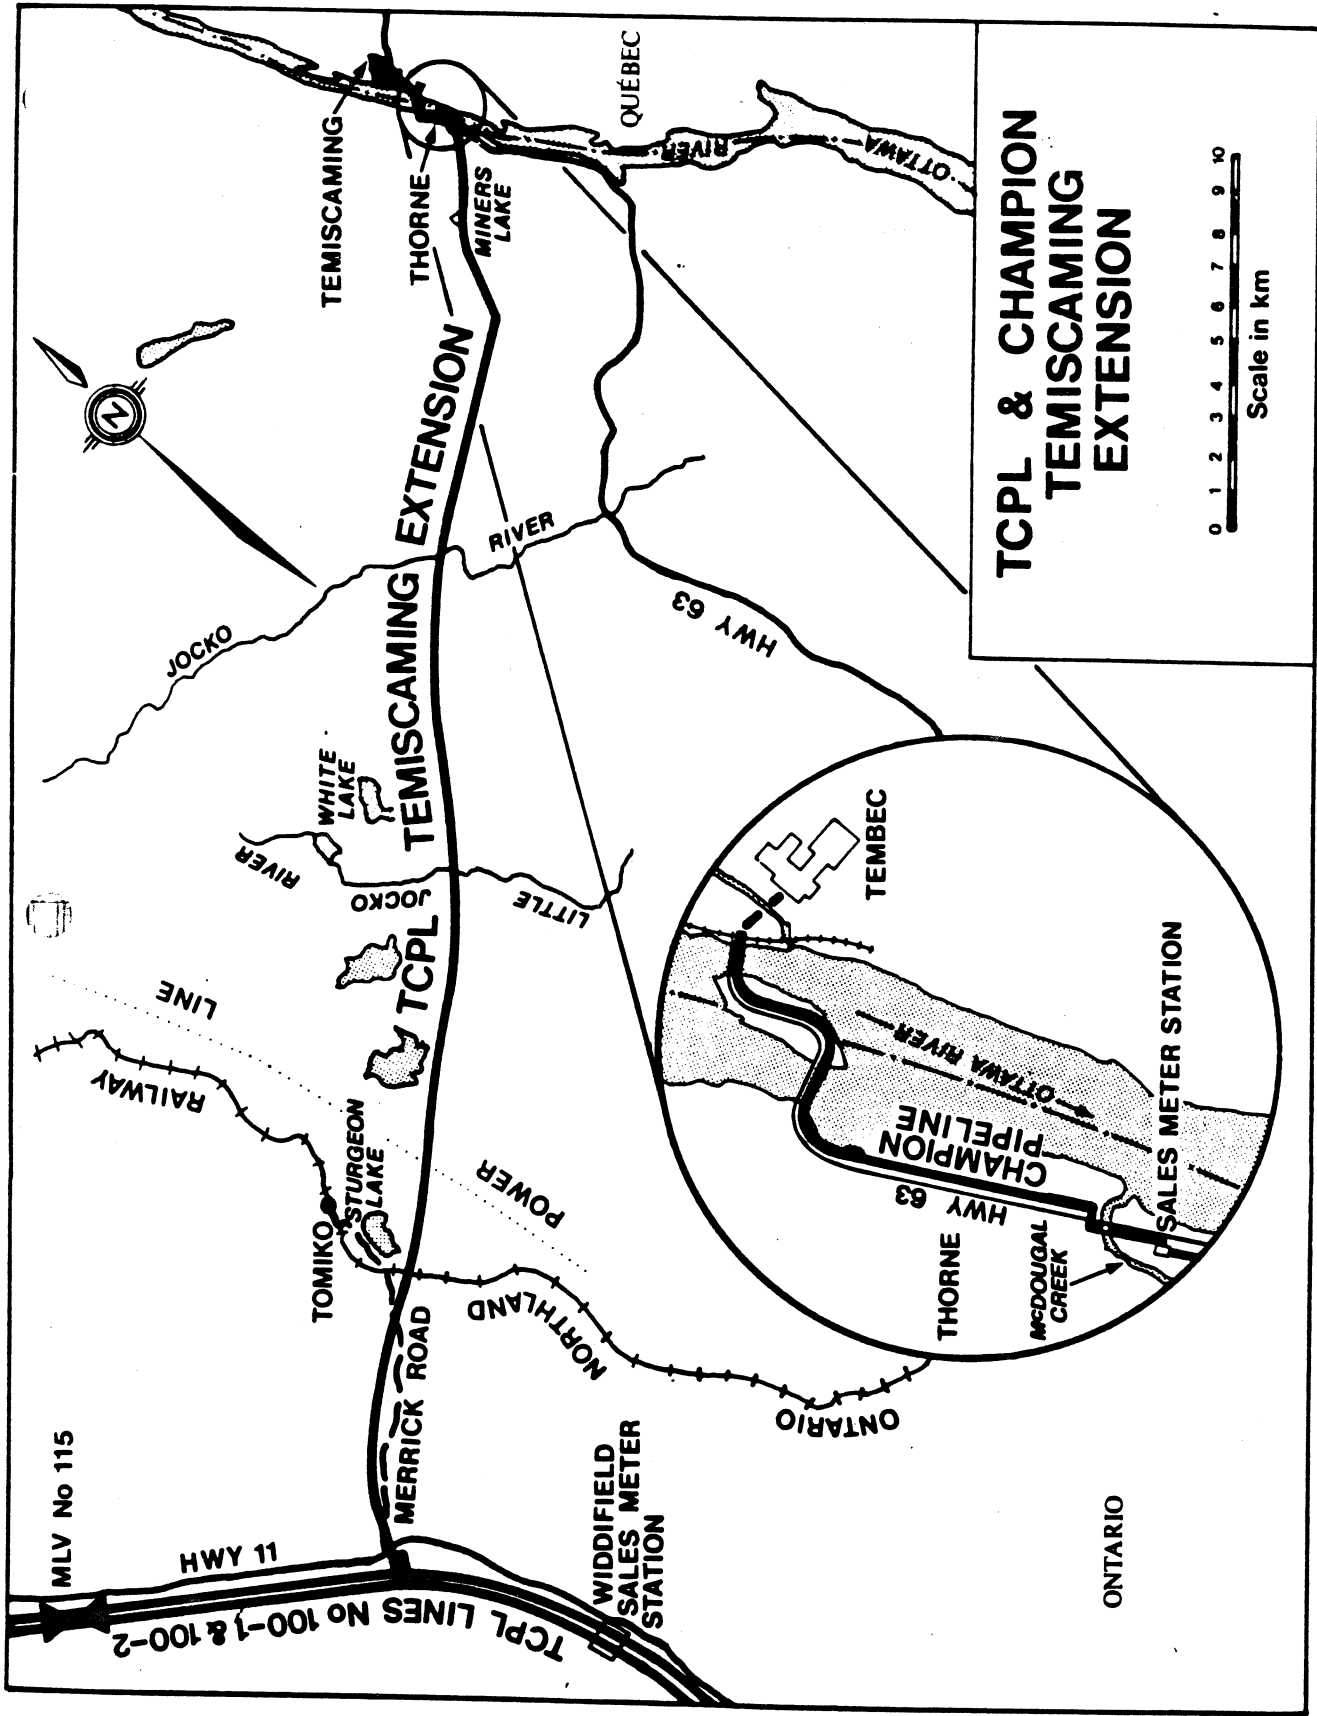 MLV No 115
HWY 11
TCPL LINES No 100-1 & 100-2
WIDDIFIELD
SALES METER
STATION
MERRICK ROAD
TOMIKO
STURGEON
LAKE
ONTARIO
NORTHLAND
RAILWAY
POWER
LINE
TCPL TEMISCAMING EXTENSION
LITTLE
JOCKO
RIVER
WHITE
LAKE
JOCKO
RIVER
N
TEMISCAMING
THORNE
MINERS
LAKE
QUÉBEC
OTTAWA
RIVER
HWY 63
ONTARIO
THORNE
McDOUGAL
CREEK
HWY 63
CHAMPION
PIPELINE
OTTAWA RIVER
SALES METER STATION
TEMBEC
TCPL & CHAMPION
TEMISCAMING
EXTENSION
0 1 2 3 4 5 6 7 8 9 10
Scale in km